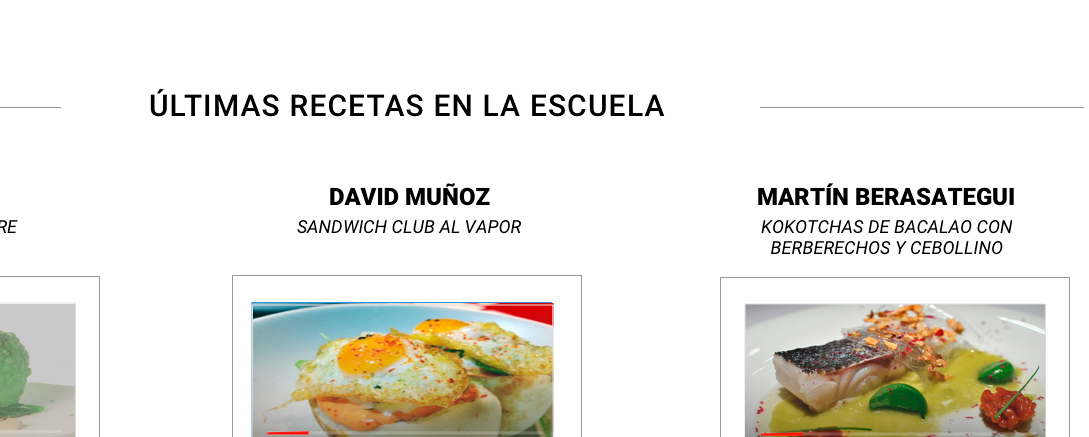 ÚLTIMAS RECETAS EN LA ESCUELA
RE
DAVID MUÑOZ
SANDWICH CLUB AL VAPOR
MARTÍN BERASATEGUI
KOKOTCHAS DE BACALAO CON
BERBERECHOS Y CEBOLLINO